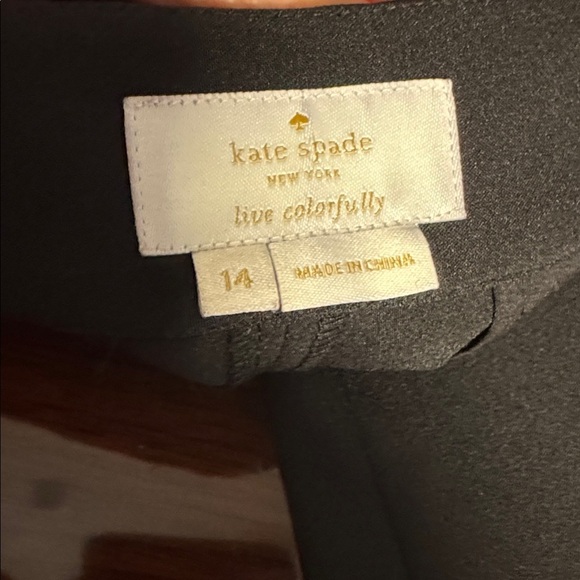 kate spade
NEW YORK
live colorfully
14
MADE IN CHINA